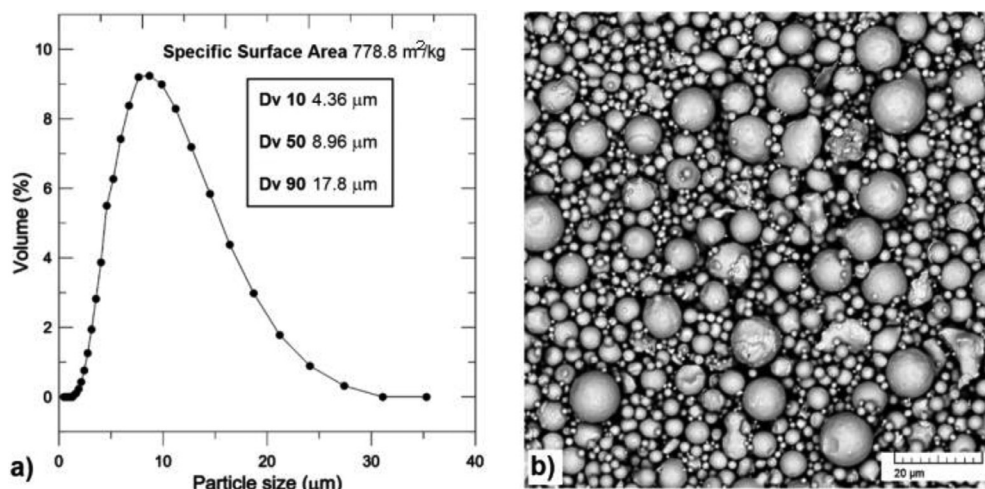 10
8
6
4
2
0
Volume (%)
Specific Surface Area 778.8 m²/kg
Dv 10 4.36 μm
Dv 50 8.96 μm
Dv 90 17.8 μm
0 10 20 30 40
Particle size (μm)
a)
b)
20 μm